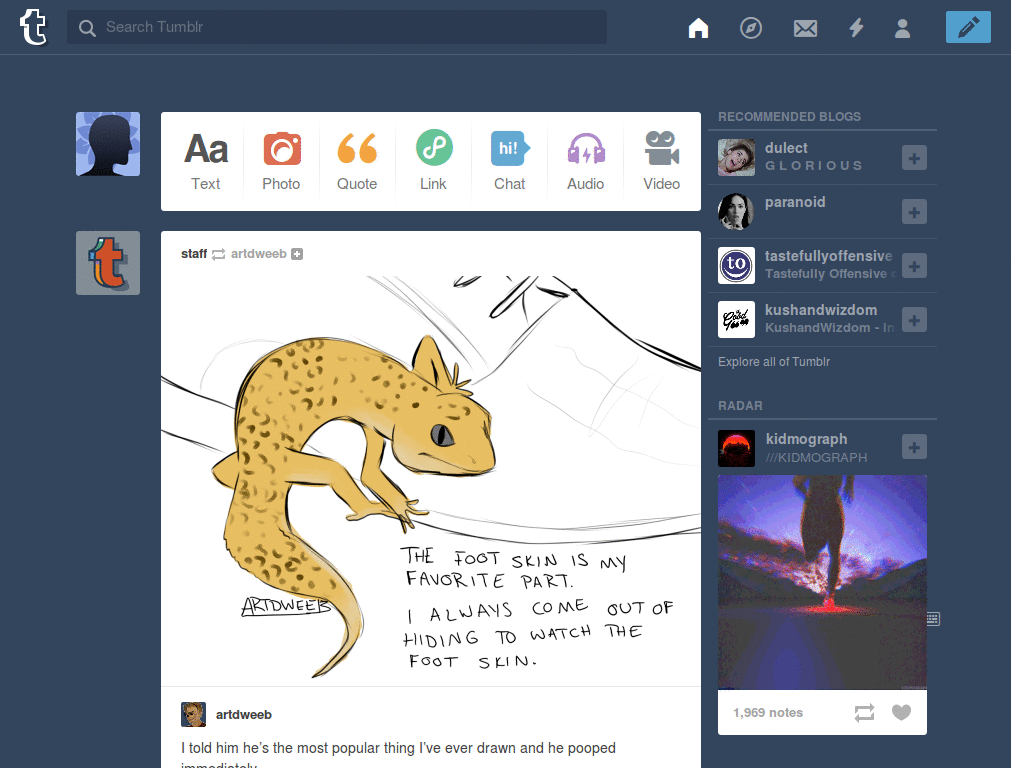 t
Search Tumblr
Aa
Text
Photo
Quote
Link
hi!
Chat
Audio
Video
t
staff artdweeb
THE FOOT SKIN IS MY
FAVORITE PART.
I ALWAYS COME OUT OF
HIDING TO WATCH THE
FOOT SKIN.
ARTDWEEB
artdweeb
I told him he's the most popular thing I've ever drawn and he pooped
immediately
RECOMMENDED BLOGS
dulect
G L O R I O U S
paranoid
to
tastefullyoffensive
Tastefully Offensive
kushandwizdom
KushandWizdom - In
Explore all of Tumblr
RADAR
kidmograph
///KIDMOGRAPH
1,969 notes